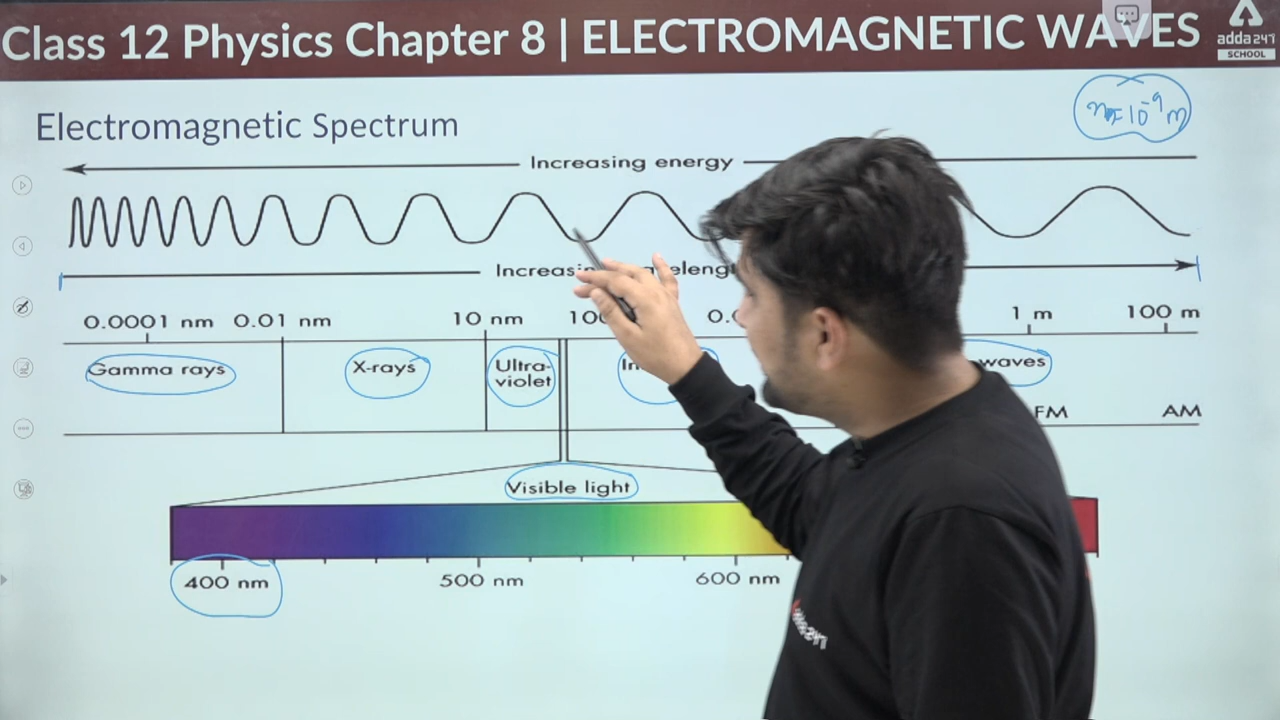 Class 12 Physics Chapter 8 | ELECTROMAGNETIC WAVES
adda247
SCHOOL
n = 10⁻⁹ m
Electromagnetic Spectrum
Increasing energy
0.0001 nm 0.01 nm 10 nm 1 m 100 m
Gamma rays X-rays Ultra-
violet waves
FM AM
Visible light
400 nm 500 nm 600 nm
adda247